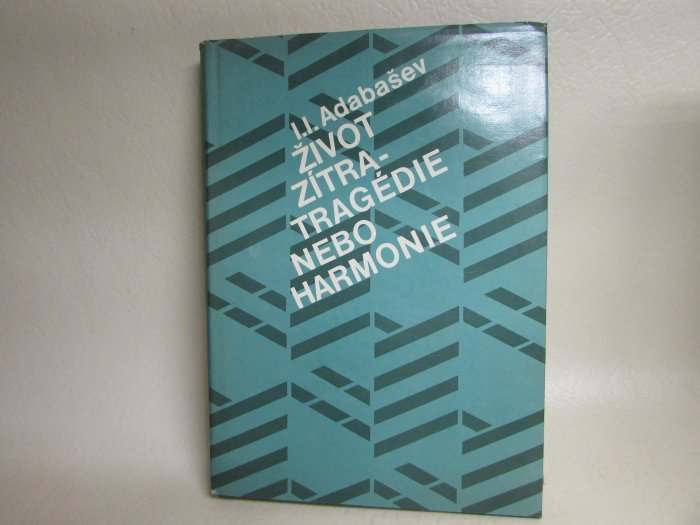 I. I. Adabašev
ŽIVOT
ZÍTRA-
TRAGÉDIE
NEBO
HARMONIE